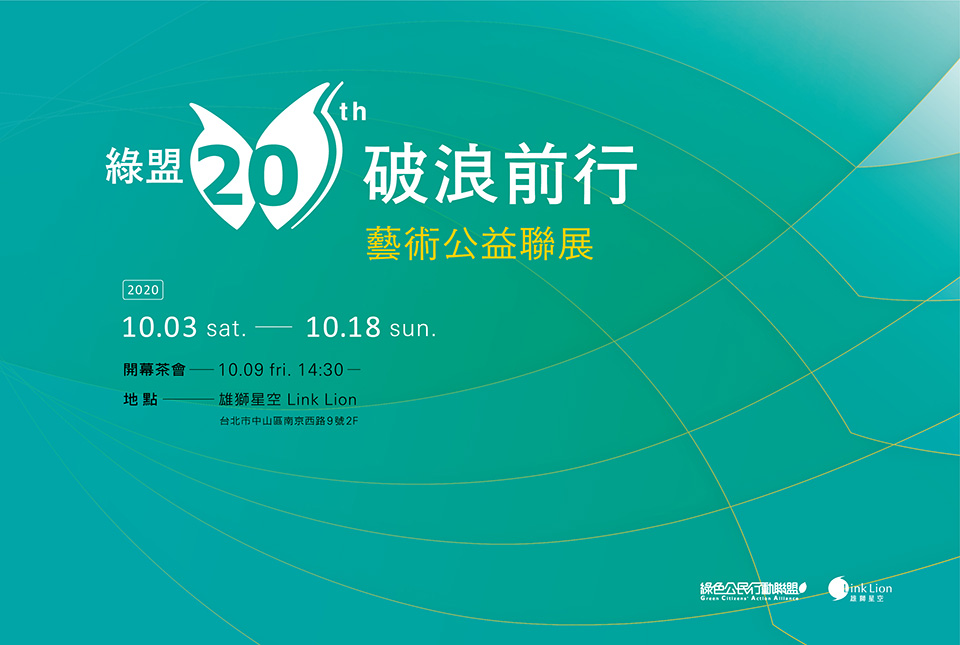 綠盟 20th 破浪前行
藝術公益聯展
2020
10.03 sat. — 10.18 sun.
開幕茶會 — 10.09 fri. 14:30 —
地點 — 雄獅星空 Link Lion
台北市中山區南京西路9號2F
綠色公民行動聯盟
Green Citizens' Action Alliance
Link Lion
雄獅星空